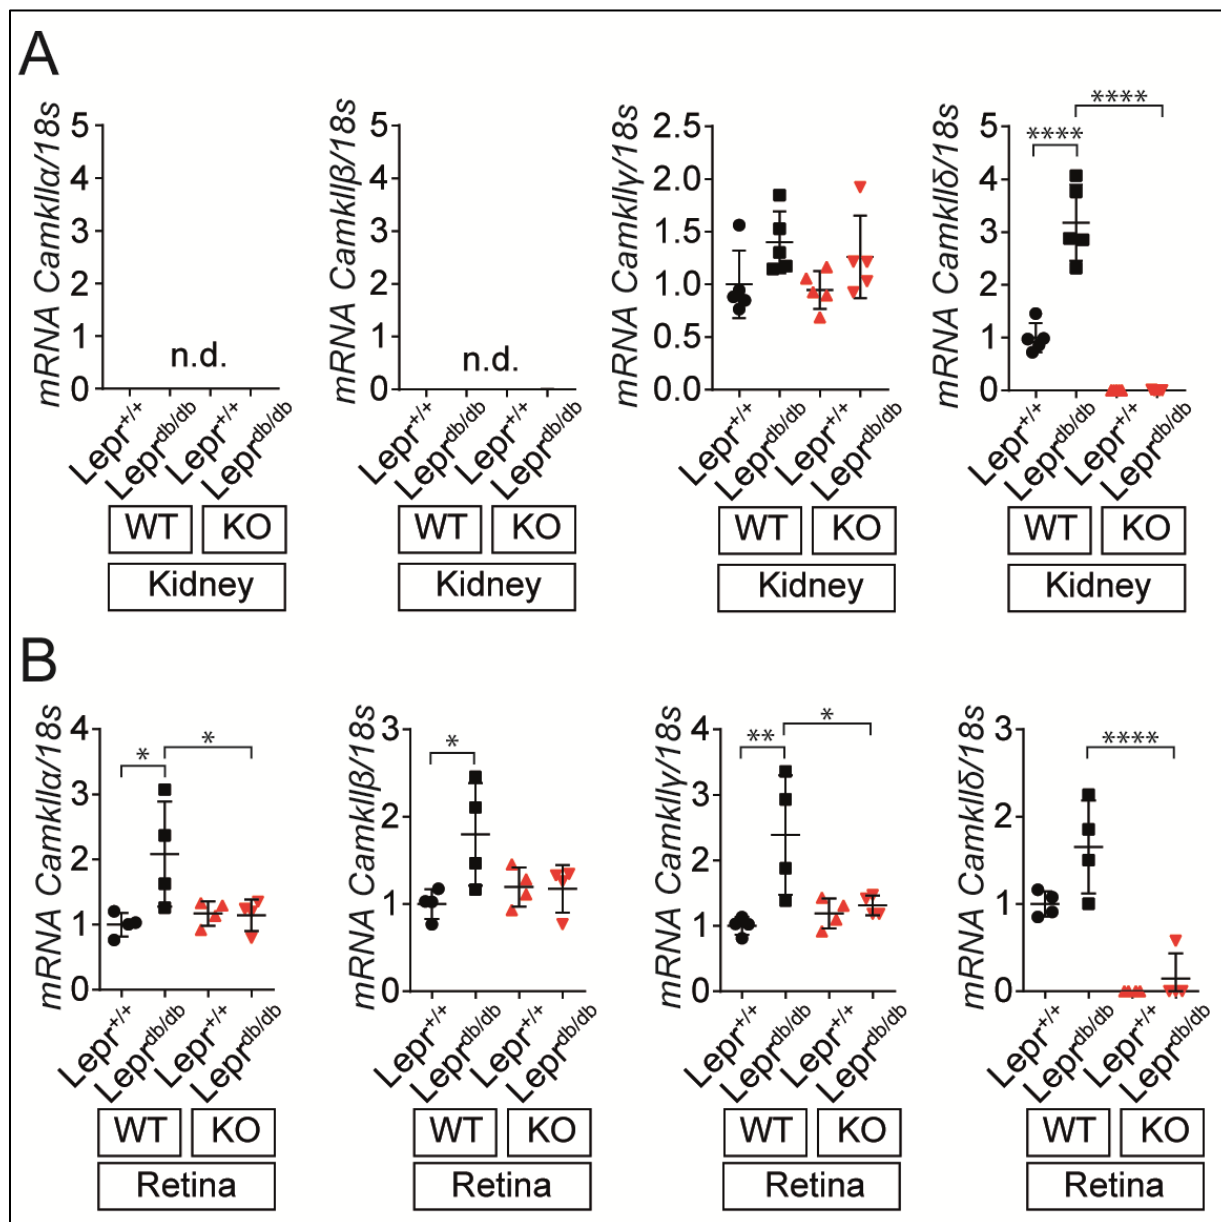 A
mRNA CamkIIα/18s
5
4
3
2
1
0
n.d.
Lepr+/+
Leprdb/db
Lepr+/+
Leprdb/db
WT
KO
Kidney
mRNA CamkIIβ/18s
5
4
3
2
1
0
n.d.
Lepr+/+
Leprdb/db
Lepr+/+
Leprdb/db
WT
KO
Kidney
mRNA CamkIIγ/18s
2.5
2.0
1.5
1.0
0.5
0.0
Lepr+/+
Leprdb/db
Lepr+/+
Leprdb/db
WT
KO
Kidney
mRNA CamkIIδ/18s
5
4
3
2
1
0
****
****
Lepr+/+
Leprdb/db
Lepr+/+
Leprdb/db
WT
KO
Kidney
B
mRNA CamkIIα/18s
4
3
2
1
0
*
*
Lepr+/+
Leprdb/db
Lepr+/+
Leprdb/db
WT
KO
Retina
mRNA CamkIIβ/18s
3
2
1
0
*
Lepr+/+
Leprdb/db
Lepr+/+
Leprdb/db
WT
KO
Retina
mRNA CamkIIγ/18s
4
3
2
1
0
**
*
Lepr+/+
Leprdb/db
Lepr+/+
Leprdb/db
WT
KO
Retina
mRNA CamkIIδ/18s
3
2
1
0
****
Lepr+/+
Leprdb/db
Lepr+/+
Leprdb/db
WT
KO
Retina